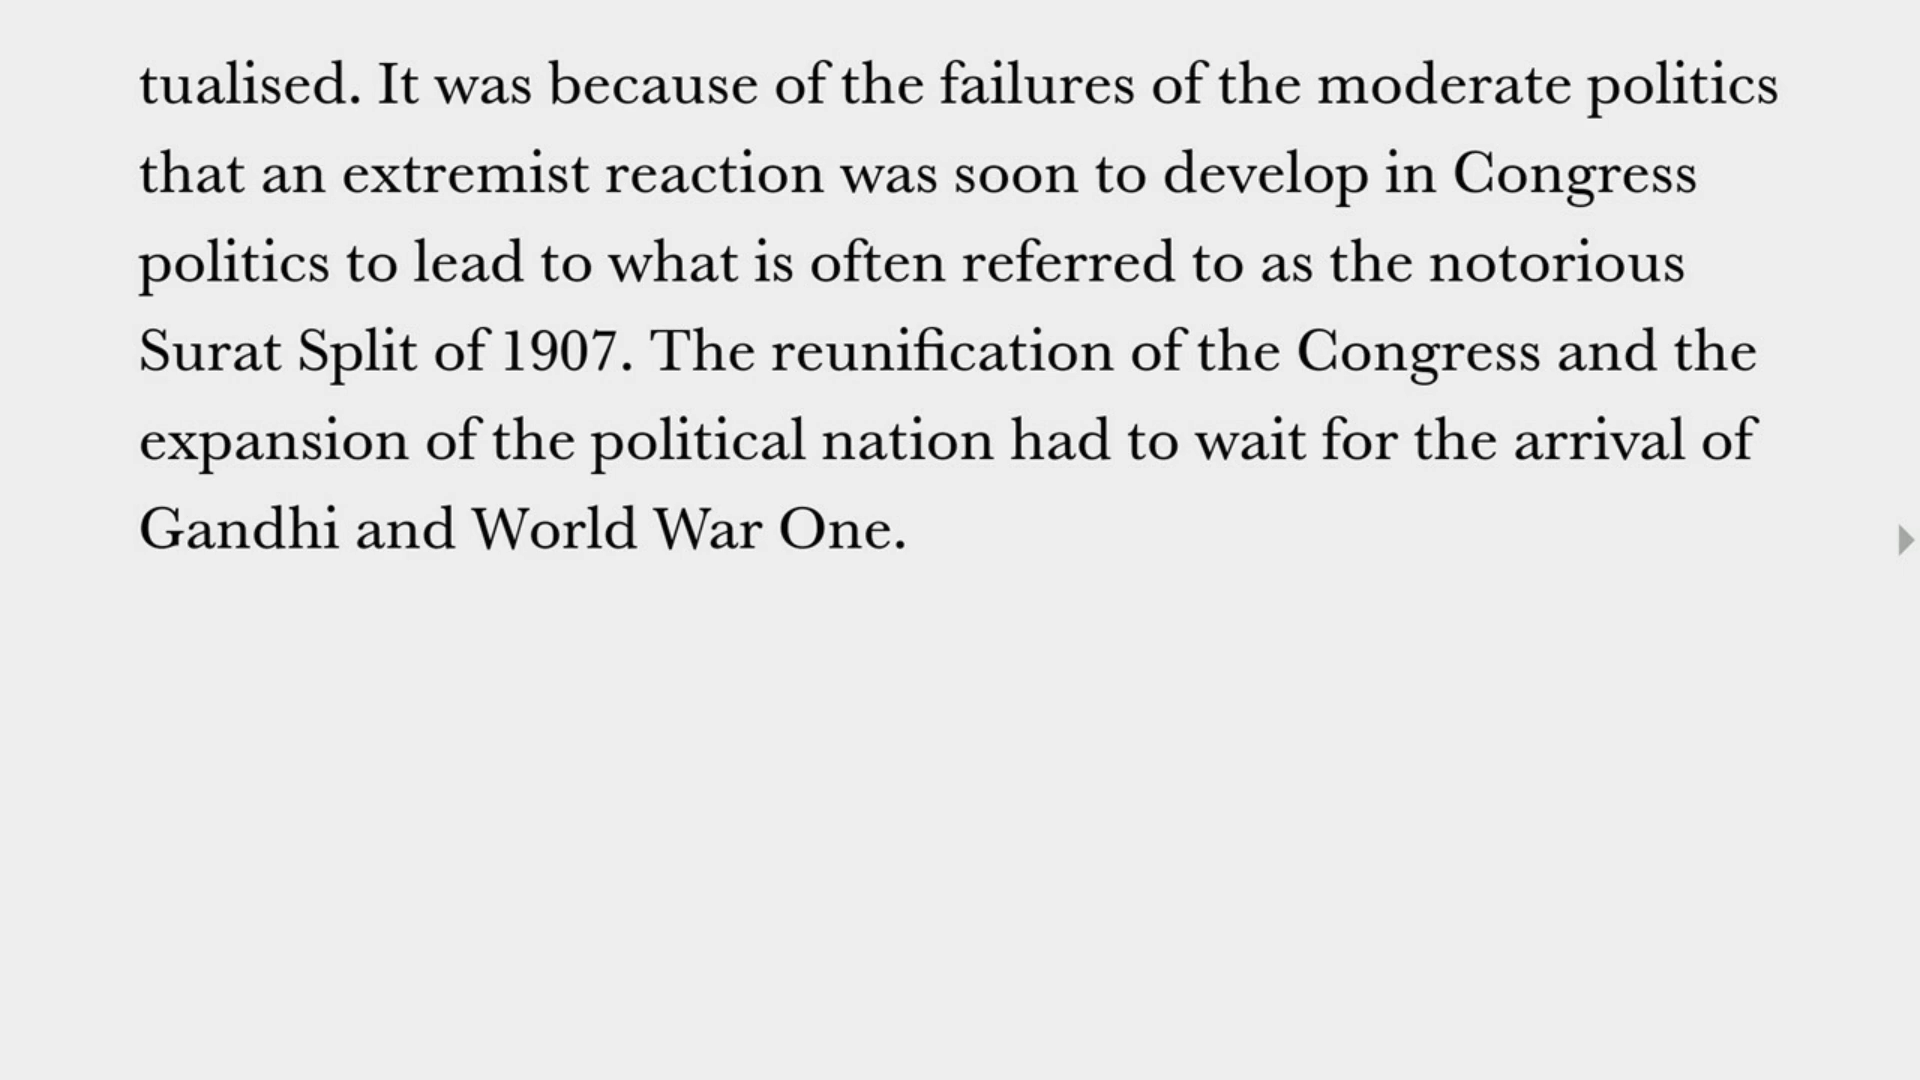 tualised. It was because of the failures of the moderate politics
that an extremist reaction was soon to develop in Congress
politics to lead to what is often referred to as the notorious
Surat Split of 1907. The reunification of the Congress and the
expansion of the political nation had to wait for the arrival of
Gandhi and World War One.